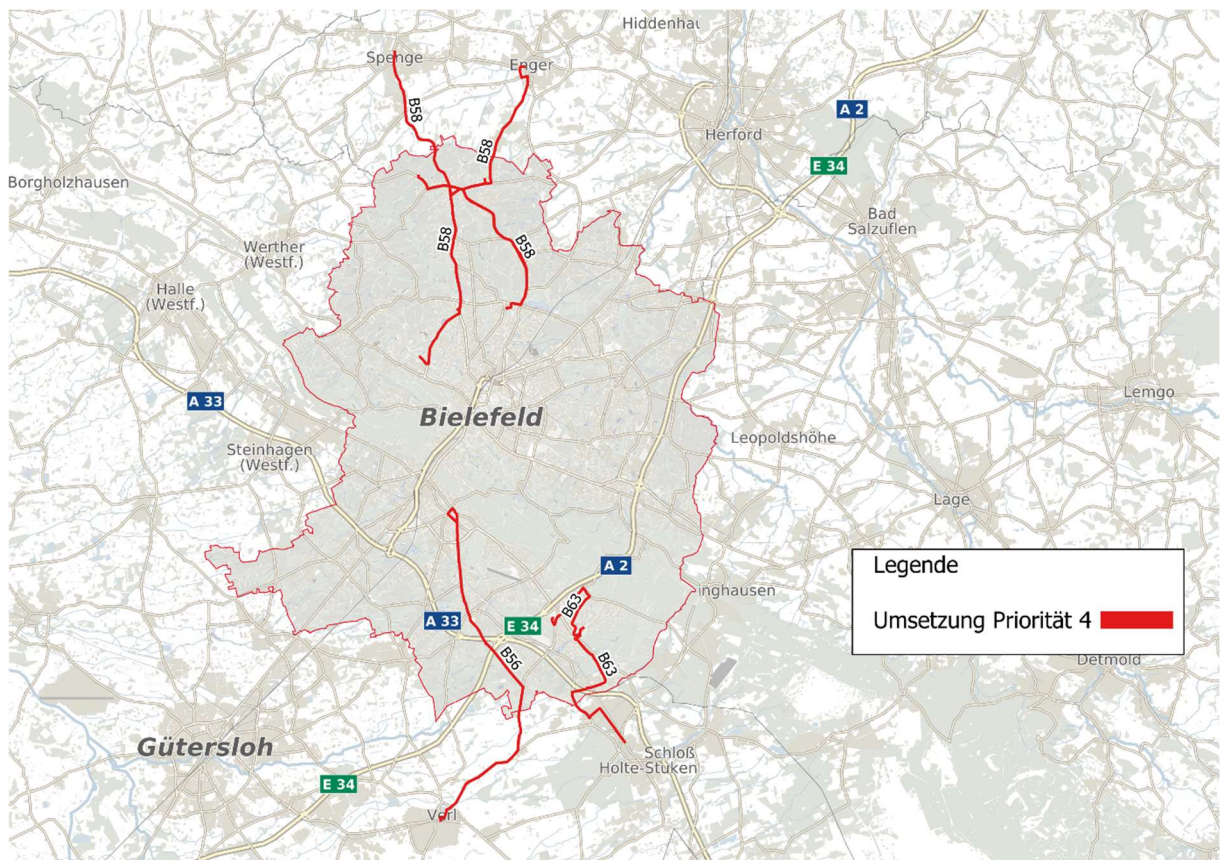 Hiddenhau
Spenge
Enger
B58
B58
A 2
Herford
E 34
Borgholzhausen
Bad
Salzuflen
Werther
(Westf.)
B58
B58
Halle
(Westf.)
A 33
Lemgo
Bielefeld
Leopoldshöhe
Steinhagen
(Westf.)
Lage
Legende
A 2
inghausen
B63
Umsetzung Priorität 4
A 33
E 34
B56
B63
Detmold
Gütersloh
Schloß
Holte-Stuken
E 34
Verl